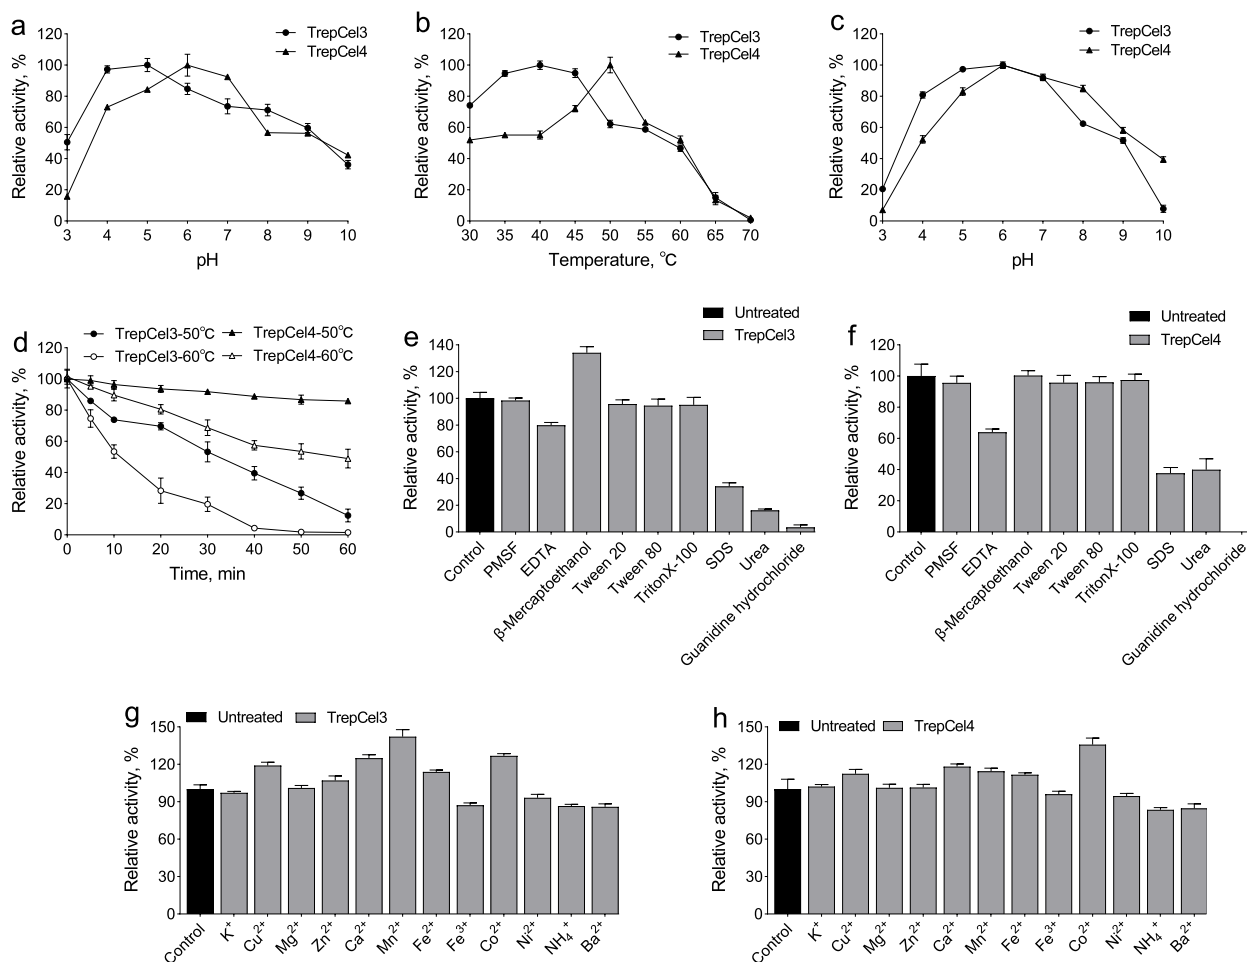 a
TrepCel3
TrepCel4
120
100
80
60
40
20
0
3 4 5 6 7 8 9 10
Relative activity, %
pH
b
TrepCel3
TrepCel4
120
100
80
60
40
20
0
30 35 40 45 50 55 60 65 70
Relative activity, %
Temperature, °C
c
TrepCel3
TrepCel4
120
100
80
60
40
20
0
3 4 5 6 7 8 9 10
Relative activity, %
pH
d
TrepCel3-50°C TrepCel4-50°C
TrepCel3-60°C TrepCel4-60°C
120
100
80
60
40
20
0
0 10 20 30 40 50 60
Relative activity, %
Time, min
e
Untreated
TrepCel3
140
120
100
80
60
40
20
0
Relative activity, %
Control
PMSF
EDTA
β-Mercaptoethanol
Tween 20
Tween 80
TritonX-100
SDS
Urea
Guanidine hydrochloride
f
Untreated
TrepCel4
120
100
80
60
40
20
0
Relative activity, %
Control
PMSF
EDTA
β-Mercaptoethanol
Tween 20
Tween 80
TritonX-100
SDS
Urea
Guanidine hydrochloride
g
Untreated TrepCel3
150
120
90
60
30
0
Relative activity, %
Control
K⁺
Cu²⁺
Mg²⁺
Zn²⁺
Ca²⁺
Mn²⁺
Fe²⁺
Fe³⁺
Co²⁺
Ni²⁺
NH₄⁺
Ba²⁺
h
Untreated TrepCel4
150
120
90
60
30
0
Relative activity, %
Control
K⁺
Cu²⁺
Mg²⁺
Zn²⁺
Ca²⁺
Mn²⁺
Fe²⁺
Fe³⁺
Co²⁺
Ni²⁺
NH₄⁺
Ba²⁺